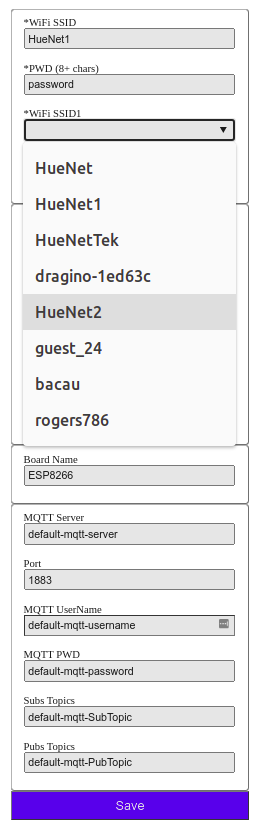 *WiFi SSID
HueNet1
*PWD (8+ chars)
password
*WiFi SSID1
HueNet
HueNet1
HueNetTek
dragino-1ed63c
HueNet2
guest_24
bacau
rogers786
Board Name
ESP8266
MQTT Server
default-mqtt-server
Port
1883
MQTT UserName
default-mqtt-username
MQTT PWD
default-mqtt-password
Subs Topics
default-mqtt-SubTopic
Pubs Topics
default-mqtt-PubTopic
Save